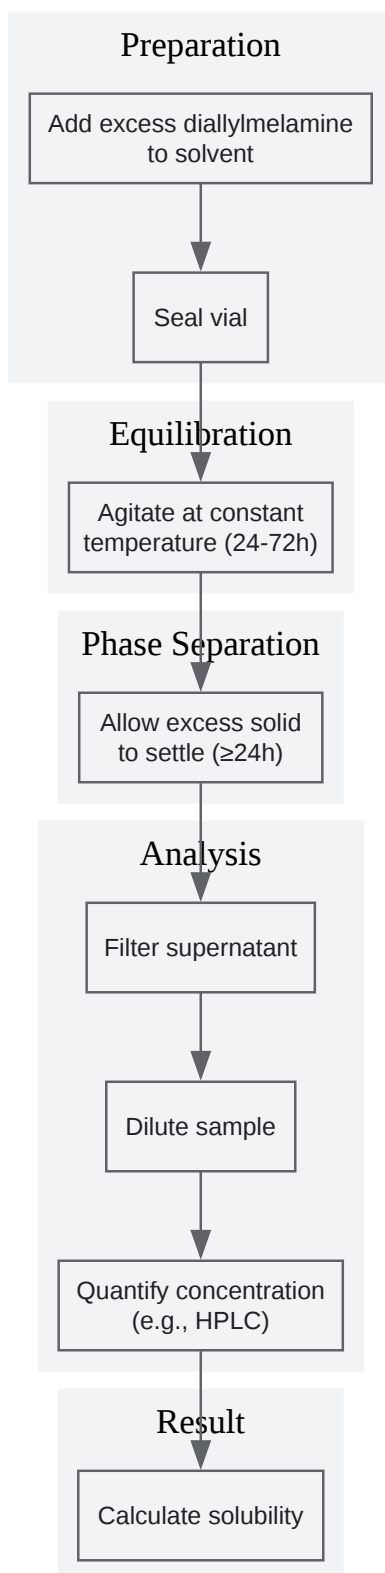 Preparation
Add excess diallylmelamine
to solvent
Seal vial
Equilibration
Agitate at constant
temperature (24-72h)
Phase Separation
Allow excess solid
to settle (≥24h)
Analysis
Filter supernatant
Dilute sample
Quantify concentration
(e.g., HPLC)
Result
Calculate solubility